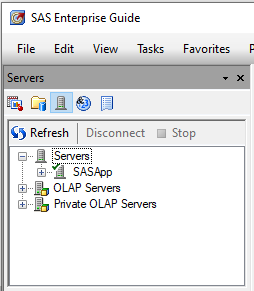 SAS Enterprise Guide
File Edit View Tasks Favorites
Servers
Refresh Disconnect Stop
Servers
SASApp
OLAP Servers
Private OLAP Servers